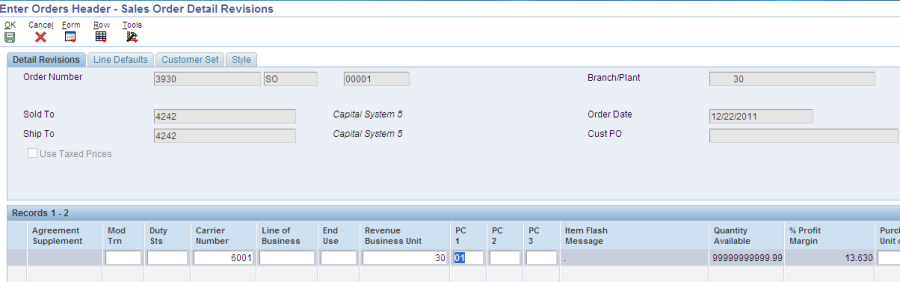 Enter Orders Header - Sales Order Detail Revisions
OK Cancel Form Row Tools
Detail Revisions Line Defaults Customer Set Style
Order Number 3930 SO 00001 Branch/Plant 30
Sold To 4242 Capital System 5 Order Date 12/22/2011
Ship To 4242 Capital System 5 Cust PO
Use Taxed Prices
Records 1 - 2
Agreement Mod Duty Carrier Line of End Revenue PC PC PC Item Flash Quantity % Profit
Supplement Trn Sts Number Business Use Business Unit 1 2 3 Message Available Margin
6001 30 01 . 99999999999.99 13.630